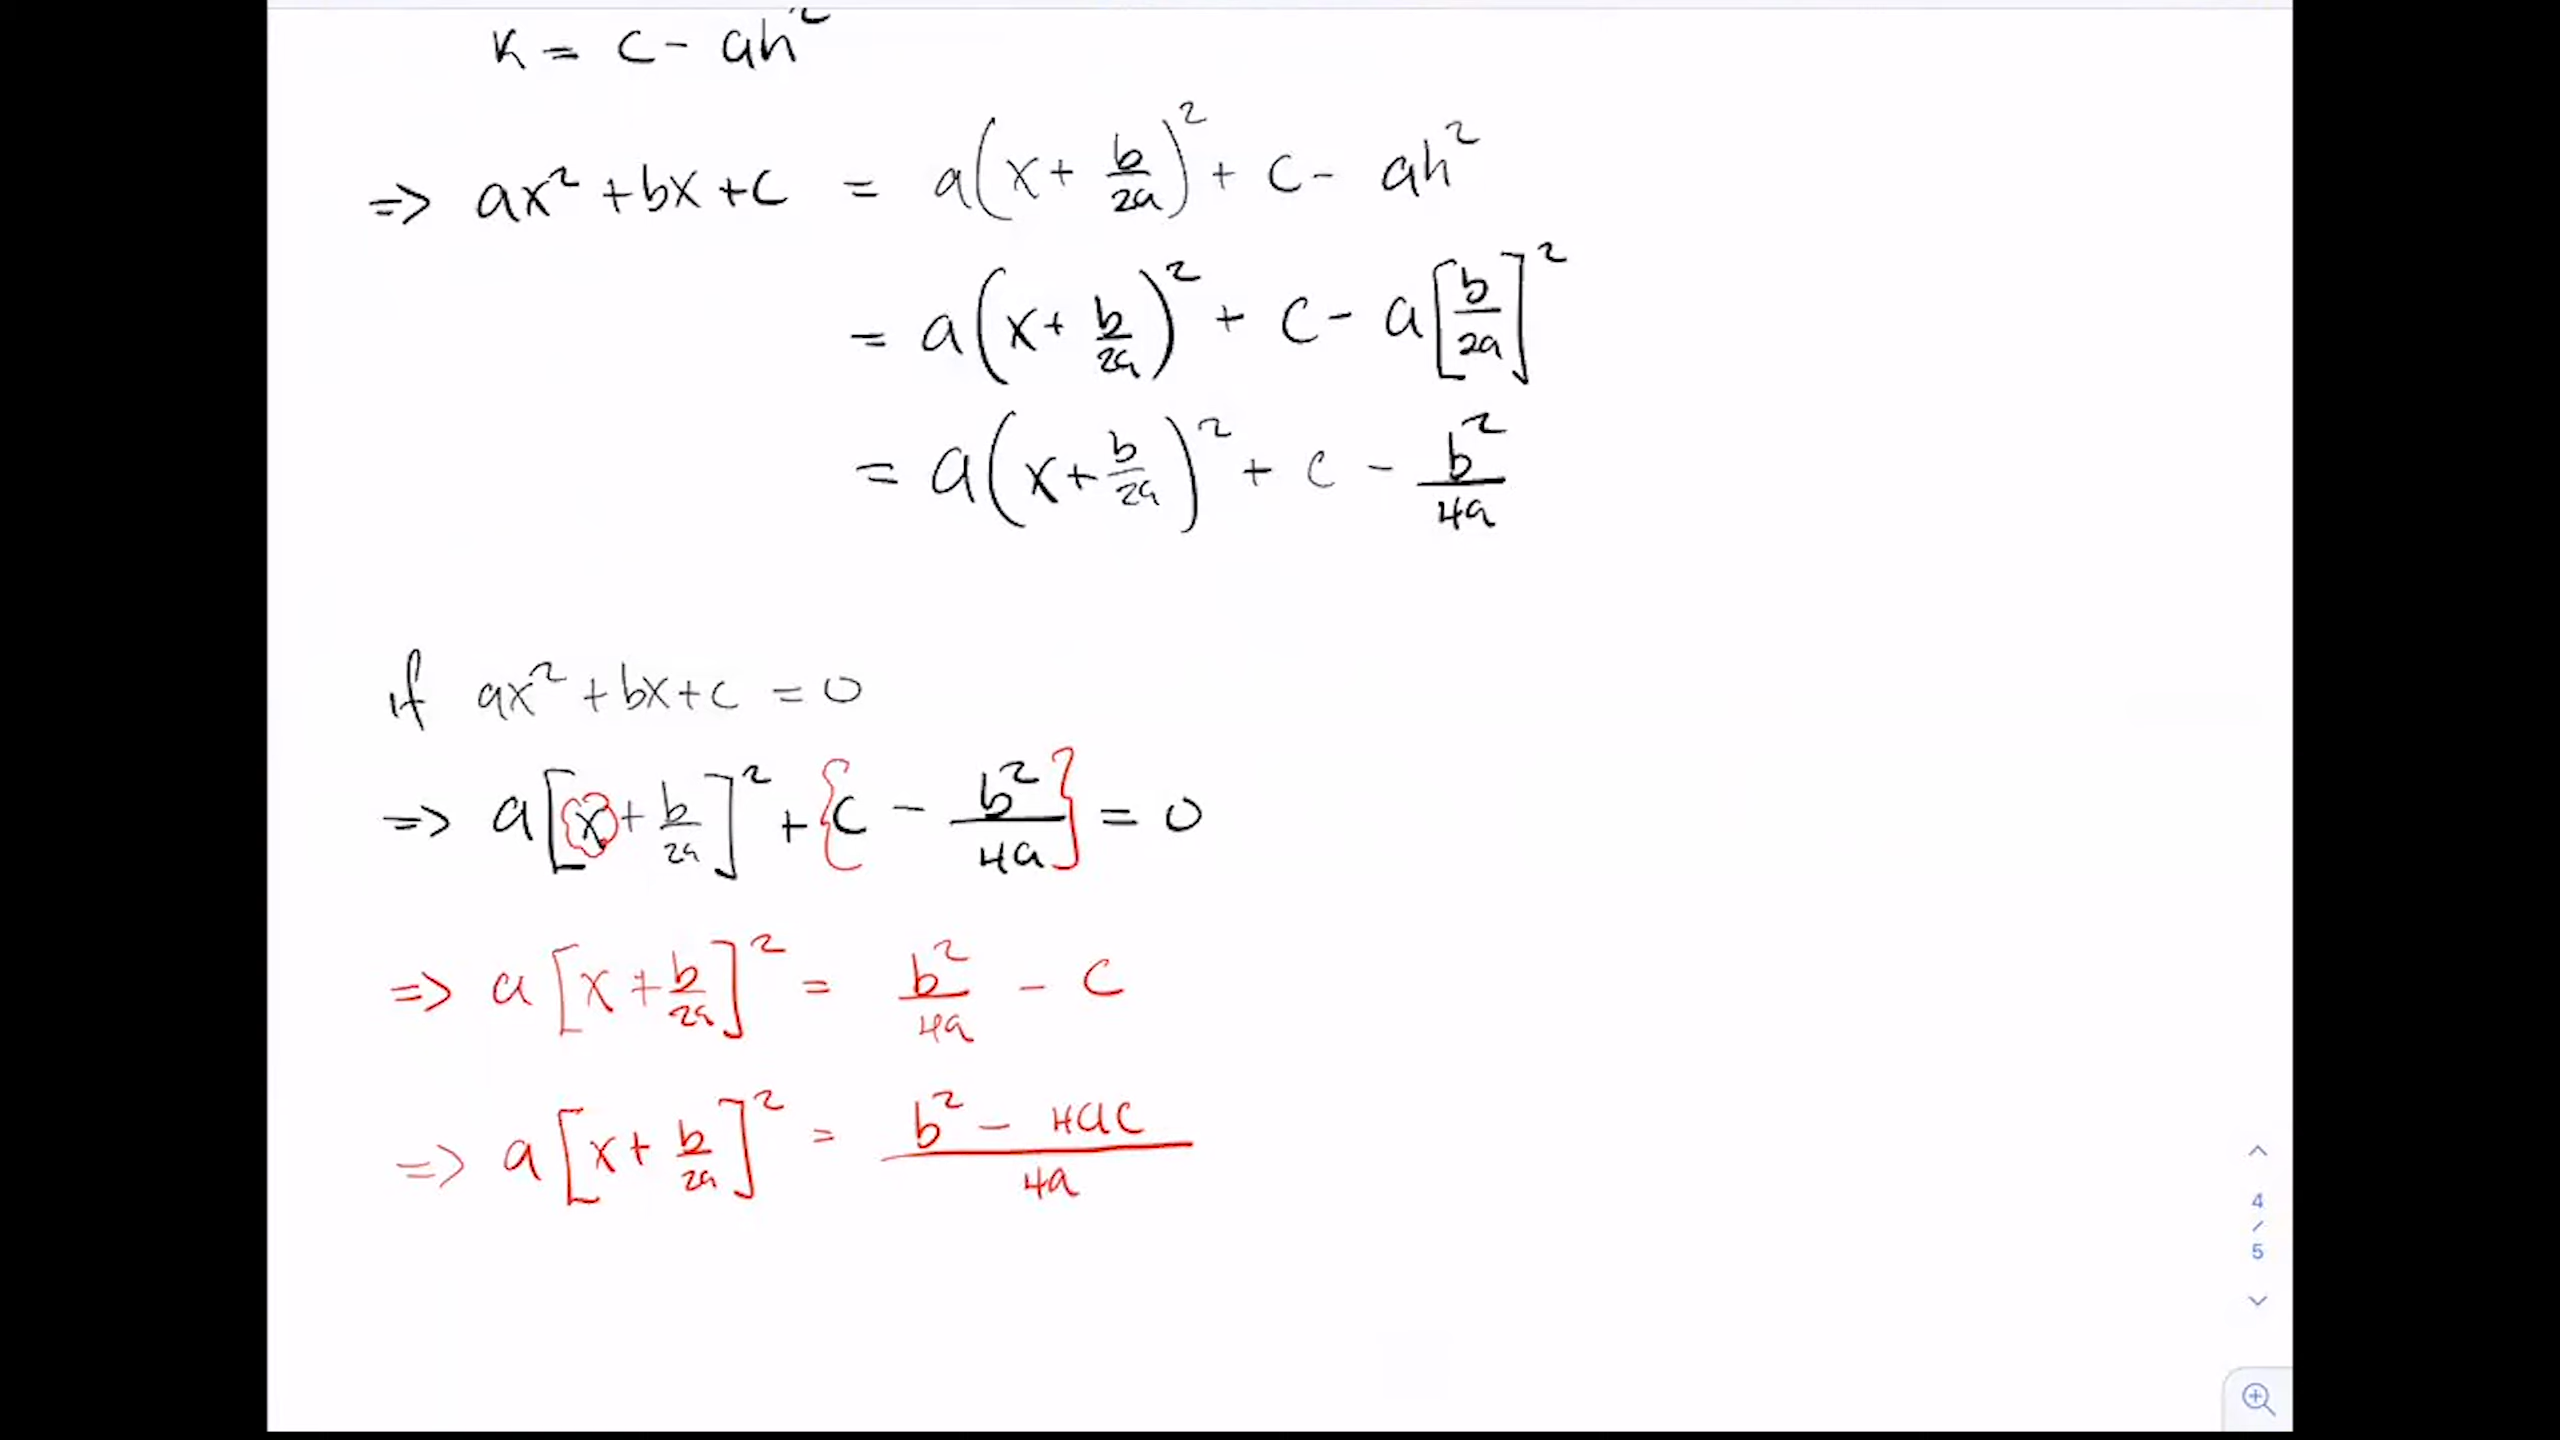 K = c - ah²
=> ax² + bx + c = a(x + b/2a)² + c - ah²
= a(x + b/2a)² + c - a[b/2a]²
= a(x + b/2a)² + c - b²/4a
if ax² + bx + c = 0
=> a[x + b/2a]² + {c - b²/4a} = 0
=> a[x + b/2a]² = b²/4a - c
=> a[x + b/2a]² = b² - 4ac/4a
4
/
5